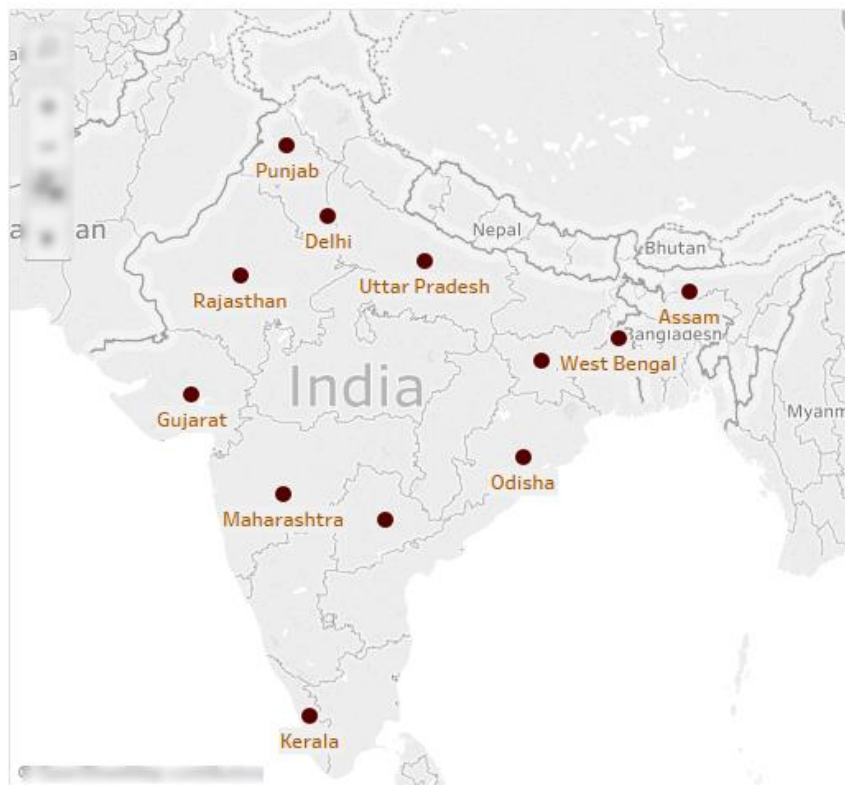 an
Punjab
Nepal
Delhi
Bhutan
Uttar Pradesh
Rajasthan
Assam
Bangladesh
West Bengal
India
Gujarat
Myanm
Odisha
Maharashtra
Kerala